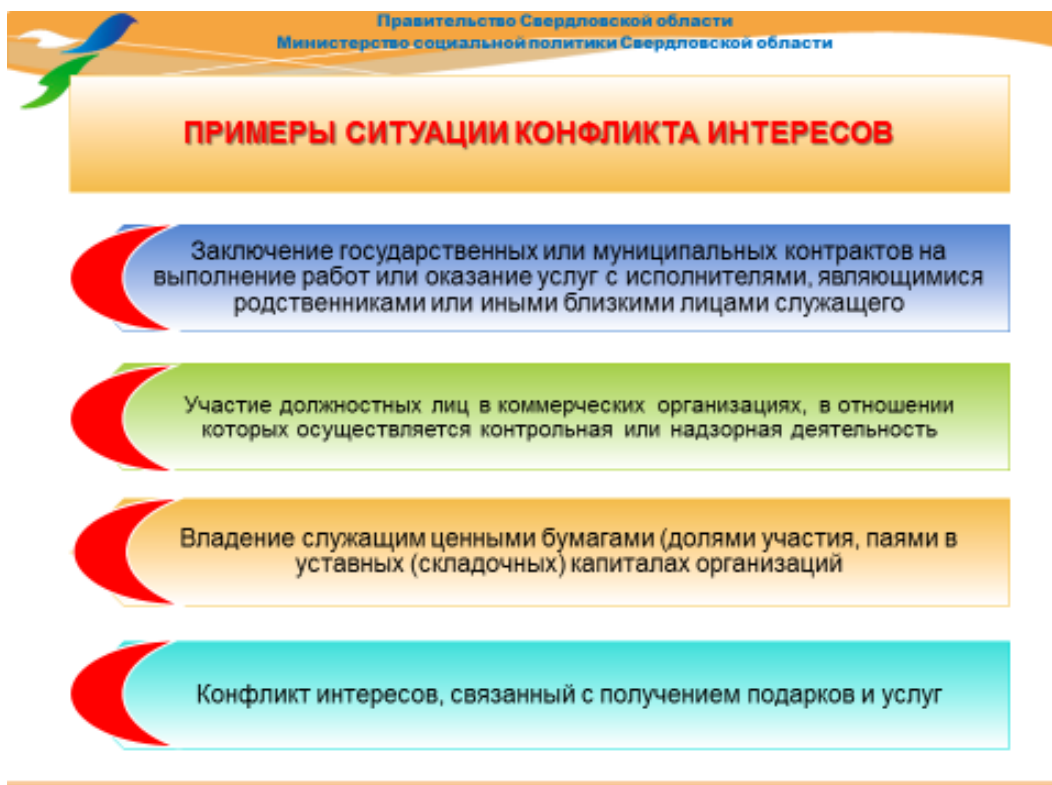 Правительство Свердловской области
Министерство социальной политики Свердловской области
ПРИМЕРЫ СИТУАЦИИ КОНФЛИКТА ИНТЕРЕСОВ
Заключение государственных или муниципальных контрактов на
выполнение работ или оказание услуг с исполнителями, являющимися
родственниками или иными близкими лицами служащего
Участие должностных лиц в коммерческих организациях, в отношении
которых осуществляется контрольная или надзорная деятельность
Владение служащим ценными бумагами (долями участия, паями в
уставных (складочных) капиталах организаций
Конфликт интересов, связанный с получением подарков и услуг